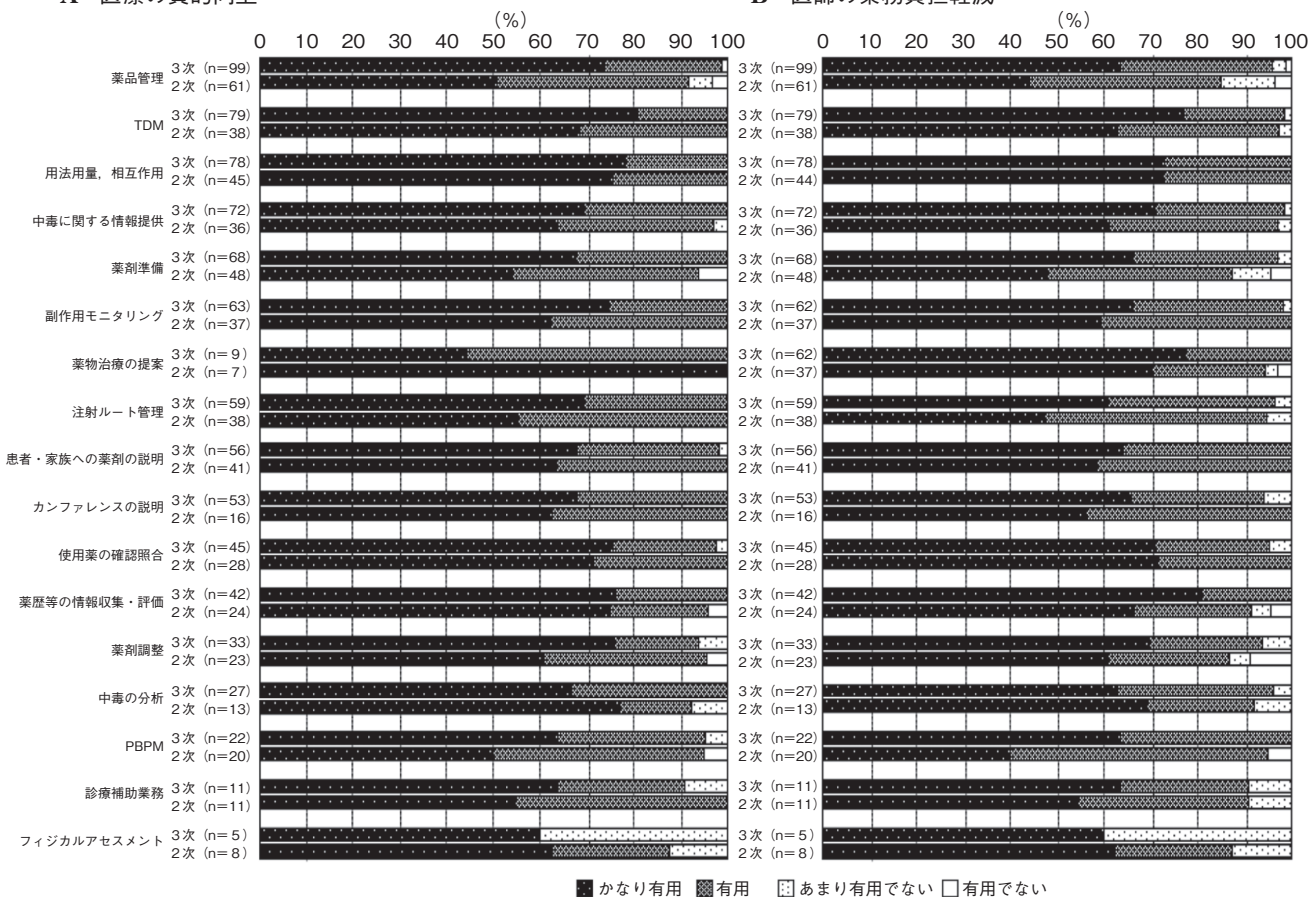 A 医療の質的向上
B 医師の業務負担軽減
(%)
(%)
0 10 20 30 40 50 60 70 80 90 100
0 10 20 30 40 50 60 70 80 90 100
薬品管理 3次 (n=99) 3次 (n=99)
2次 (n=61) 2次 (n=61)
TDM 3次 (n=79) 3次 (n=79)
2次 (n=38) 2次 (n=38)
用法用量，相互作用 3次 (n=78) 3次 (n=78)
2次 (n=45) 2次 (n=44)
中毒に関する情報提供 3次 (n=72) 3次 (n=72)
2次 (n=36) 2次 (n=36)
薬剤準備 3次 (n=68) 3次 (n=68)
2次 (n=48) 2次 (n=48)
副作用モニタリング 3次 (n=63) 3次 (n=62)
2次 (n=37) 2次 (n=37)
薬物治療の提案 3次 (n= 9 ) 3次 (n=62)
2次 (n= 7 ) 2次 (n=37)
注射ルート管理 3次 (n=59) 3次 (n=59)
2次 (n=38) 2次 (n=38)
患者・家族への薬剤の説明 3次 (n=56) 3次 (n=56)
2次 (n=41) 2次 (n=41)
カンファレンスの説明 3次 (n=53) 3次 (n=53)
2次 (n=16) 2次 (n=16)
使用薬の確認照合 3次 (n=45) 3次 (n=45)
2次 (n=28) 2次 (n=28)
薬歴等の情報収集・評価 3次 (n=42) 3次 (n=42)
2次 (n=24) 2次 (n=24)
薬剤調整 3次 (n=33) 3次 (n=33)
2次 (n=23) 2次 (n=23)
中毒の分析 3次 (n=27) 3次 (n=27)
2次 (n=13) 2次 (n=13)
PBPM 3次 (n=22) 3次 (n=22)
2次 (n=20) 2次 (n=20)
診療補助業務 3次 (n=11) 3次 (n=11)
2次 (n=11) 2次 (n=11)
フィジカルアセスメント 3次 (n= 5 ) 3次 (n= 5 )
2次 (n= 8 ) 2次 (n= 8 )
かなり有用 有用 あまり有用でない 有用でない